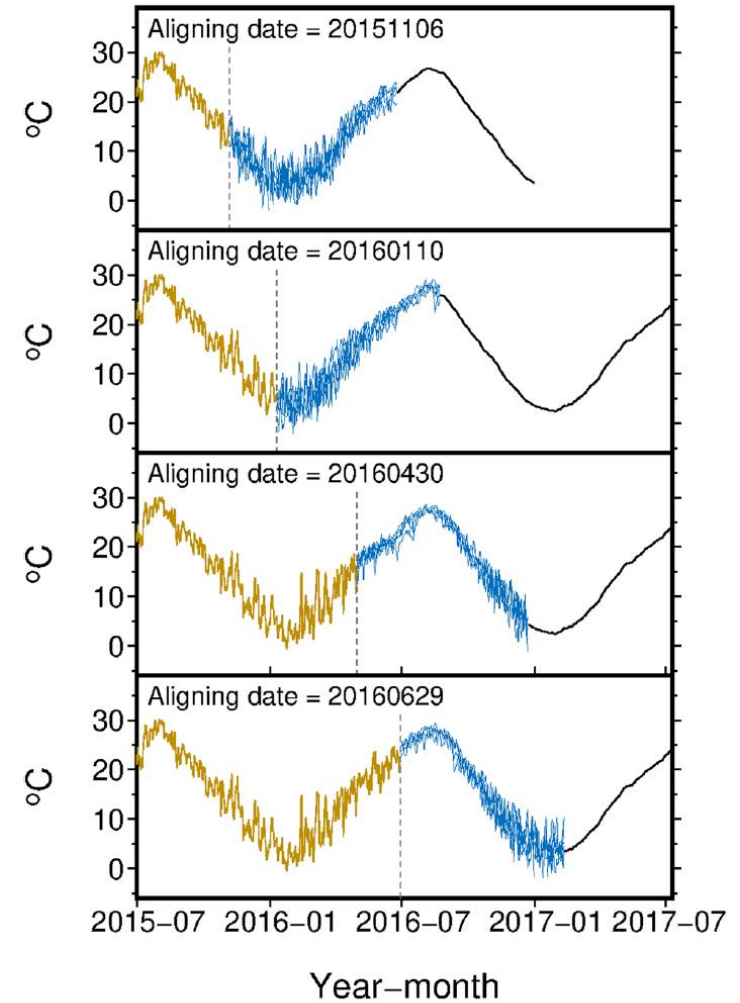 Aligning date = 20151106
30
20
10
0
°C
Aligning date = 20160110
30
20
10
0
°C
Aligning date = 20160430
30
20
10
0
°C
Aligning date = 20160629
30
20
10
0
°C
2015−07 2016−01 2016−07 2017−01 2017−07
Year−month